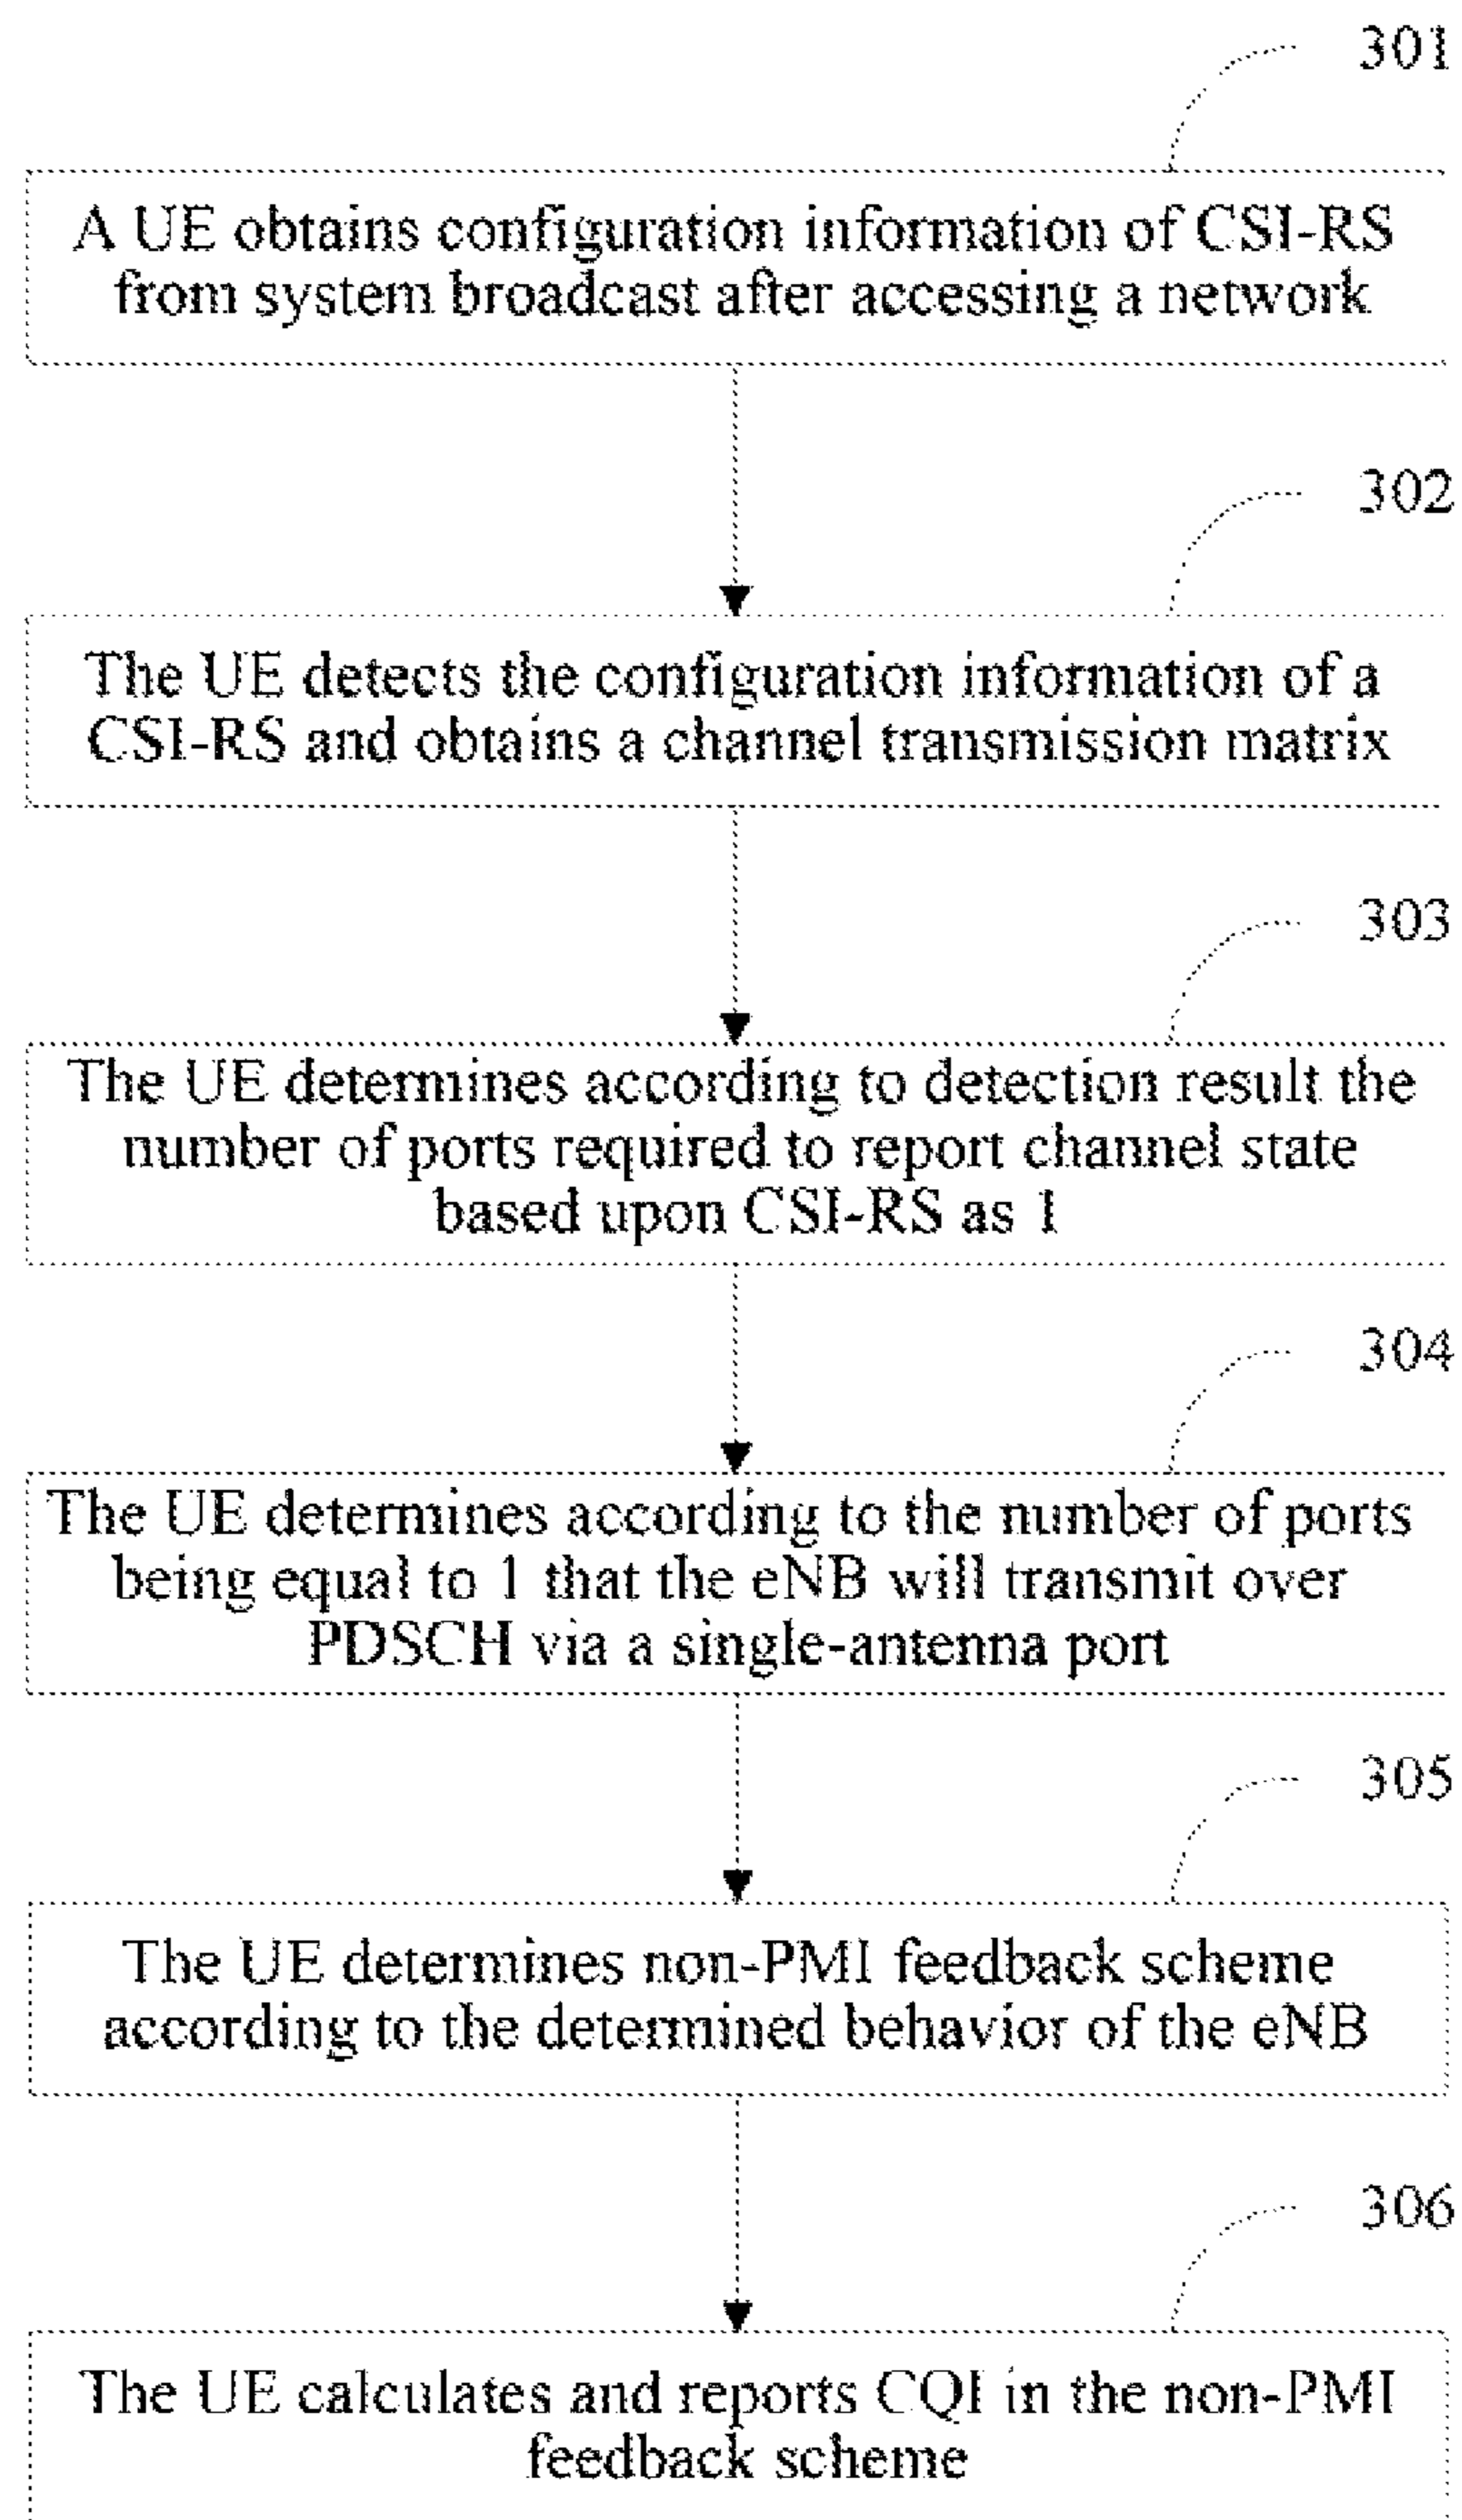 301
A UE obtains configuration information of CSI-RS
from system broadcast after accessing a network
302
The UE detects the configuration information of a
CSI-RS and obtains a channel transmission matrix
303
The UE determines according to detection result the
number of ports required to report channel state
based upon CSI-RS as 1
304
The UE determines according to the number of ports
being equal to 1 that the eNB will transmit over
PDSCH via a single-antenna port
305
The UE determines non-PMI feedback scheme
according to the determined behavior of the eNB
306
The UE calculates and reports CQI in the non-PMI
feedback scheme